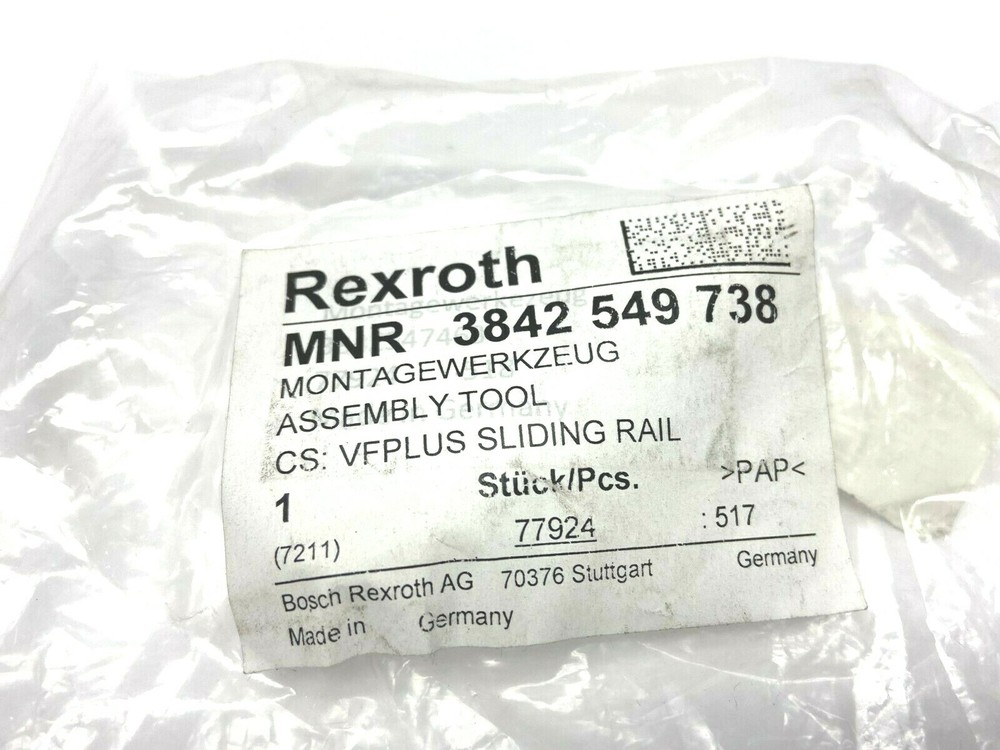 Rexroth
MNR 3842 549 738
MONTAGEWERKZEUG
ASSEMBLY TOOL
CS: VFPLUS SLIDING RAIL
1 Stück/Pcs. >PAP<
(7211) 77924 : 517
Bosch Rexroth AG 70376 Stuttgart Germany
Made in Germany